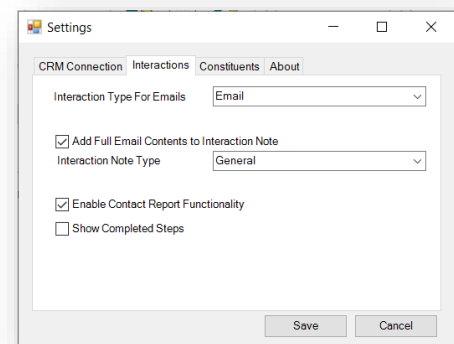 Settings
CRM Connection Interactions Constituents About
Interaction Type For Emails Email
Add Full Email Contents to Interaction Note
Interaction Note Type General
Enable Contact Report Functionality
Show Completed Steps
Save Cancel